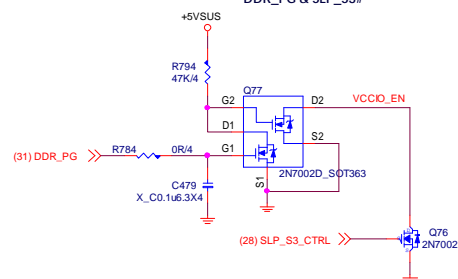 DDR_PG & SLP_S3#
+5VSUS
R794
47K/4
Q77
G2
D2
VCCIO_EN
D1
S2
(31) DDR_PG
R784
0R/4
G1
2N7002D_SOT363
C479
X_C0.1u6.3X4
S1
(28) SLP_S3_CTRL
Q76
2N7002